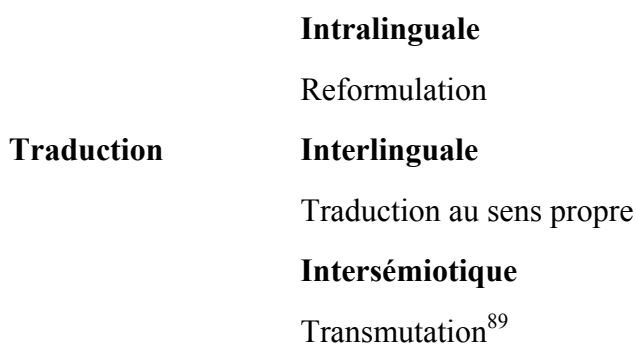 Intralinguale
Reformulation
Traduction Interlinguale
Traduction au sens propre
Intersémiotique
Transmutation⁸⁹